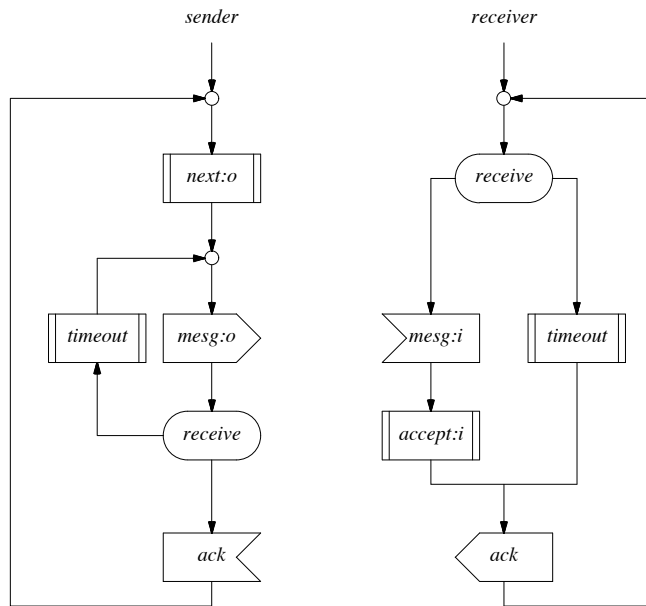 sender
next:o
timeout
mesg:o
receive
ack
receiver
receive
mesg:i
timeout
accept:i
ack